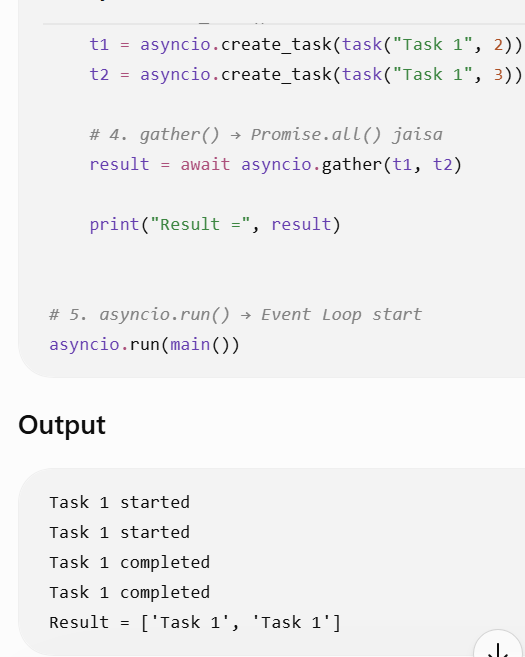 t1 = asyncio.create_task(task("Task 1", 2))
t2 = asyncio.create_task(task("Task 1", 3))
# 4. gather() → Promise.all() jaisa
result = await asyncio.gather(t1, t2)
print("Result =", result)
# 5. asyncio.run() → Event Loop start
asyncio.run(main())
Output
Task 1 started
Task 1 started
Task 1 completed
Task 1 completed
Result = ['Task 1', 'Task 1']